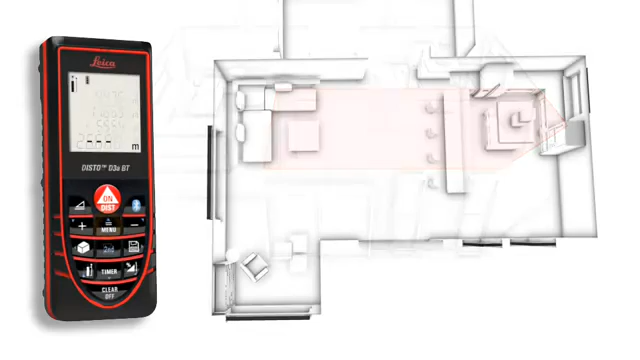 Leica
m
DISTO™ D3a BT
ON
DIST
+
MENU
−
2nd
TIMER
CLEAR
OFF